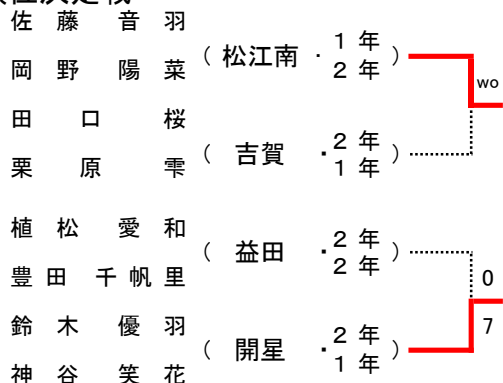 佐藤 音羽
岡野 陽菜
(松江南・1年 2年)
wo
田口 桜
栗原 雫
(吉賀・2年 1年)
植松 愛和
豊田 千帆里
(益田・2年 2年)
0
鈴木 優羽
神谷 笑花
(開星・2年 1年)
7